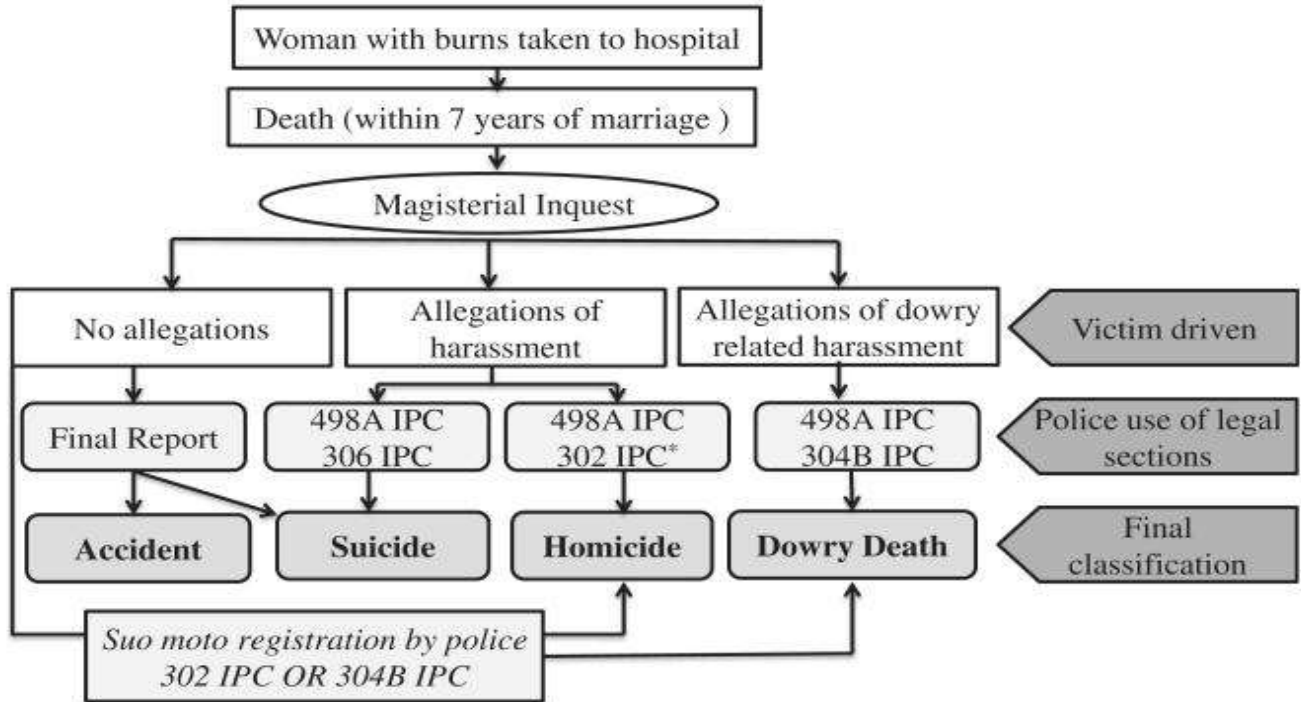 Woman with burns taken to hospital
Death (within 7 years of marriage )
Magisterial Inquest
No allegations
Allegations of
harassment
Allegations of dowry
related harassment
Victim driven
Final Report
498A IPC
306 IPC
498A IPC
302 IPC*
498A IPC
304B IPC
Police use of legal
sections
Accident
Suicide
Homicide
Dowry Death
Final
classification
Suo moto registration by police
302 IPC OR 304B IPC